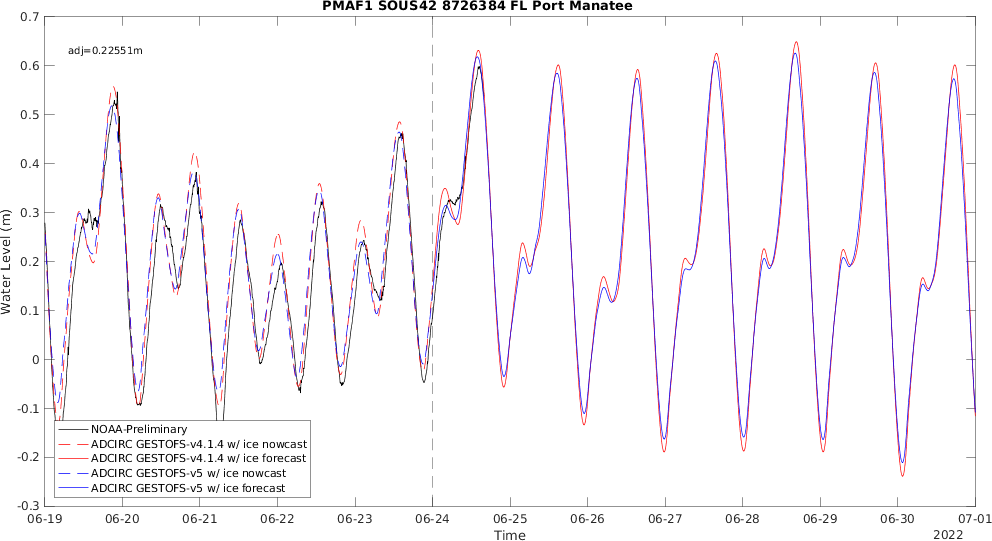 PMAF1 SOUS42 8726384 FL Port Manatee
adj=0.22551m
Water Level (m)
0.7
0.6
0.5
0.4
0.3
0.2
0.1
0
-0.1
-0.2
-0.3
NOAA-Preliminary
ADCIRC GESTOFS-v4.1.4 w/ ice nowcast
ADCIRC GESTOFS-v4.1.4 w/ ice forecast
ADCIRC GESTOFS-v5 w/ ice nowcast
ADCIRC GESTOFS-v5 w/ ice forecast
06-19 06-20 06-21 06-22 06-23 06-24 06-25 06-26 06-27 06-28 06-29 06-30 07-01
Time
2022